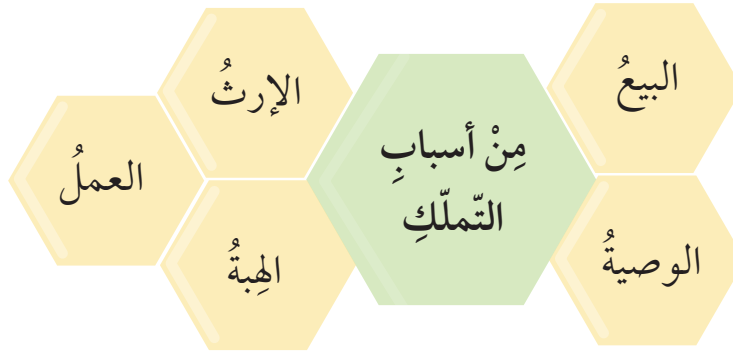 مِنْ أسبابِ
التّملّكِ
البيعُ
الوصيةُ
الإرثُ
الهِبةُ
العملُ